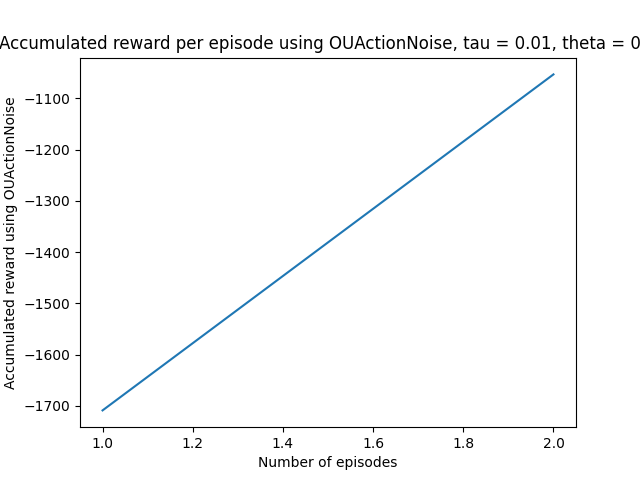 Accumulated reward per episode using OUActionNoise, tau = 0.01, theta = 0
Accumulated reward using OUActionNoise
−1100
−1200
−1300
−1400
−1500
−1600
−1700
1.0 1.2 1.4 1.6 1.8 2.0
Number of episodes